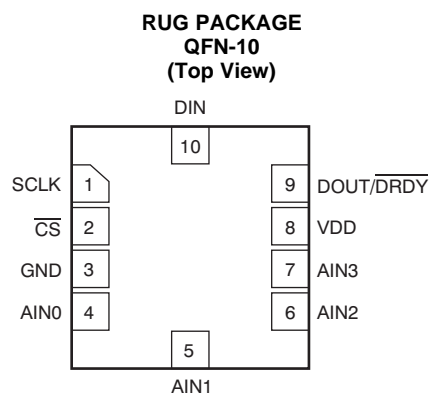 RUG PACKAGE
QFN-10
(Top View)
DIN
10
SCLK 1 9 DOUT/DRDY
CS 2 8 VDD
GND 3 7 AIN3
AIN0 4 6 AIN2
5
AIN1